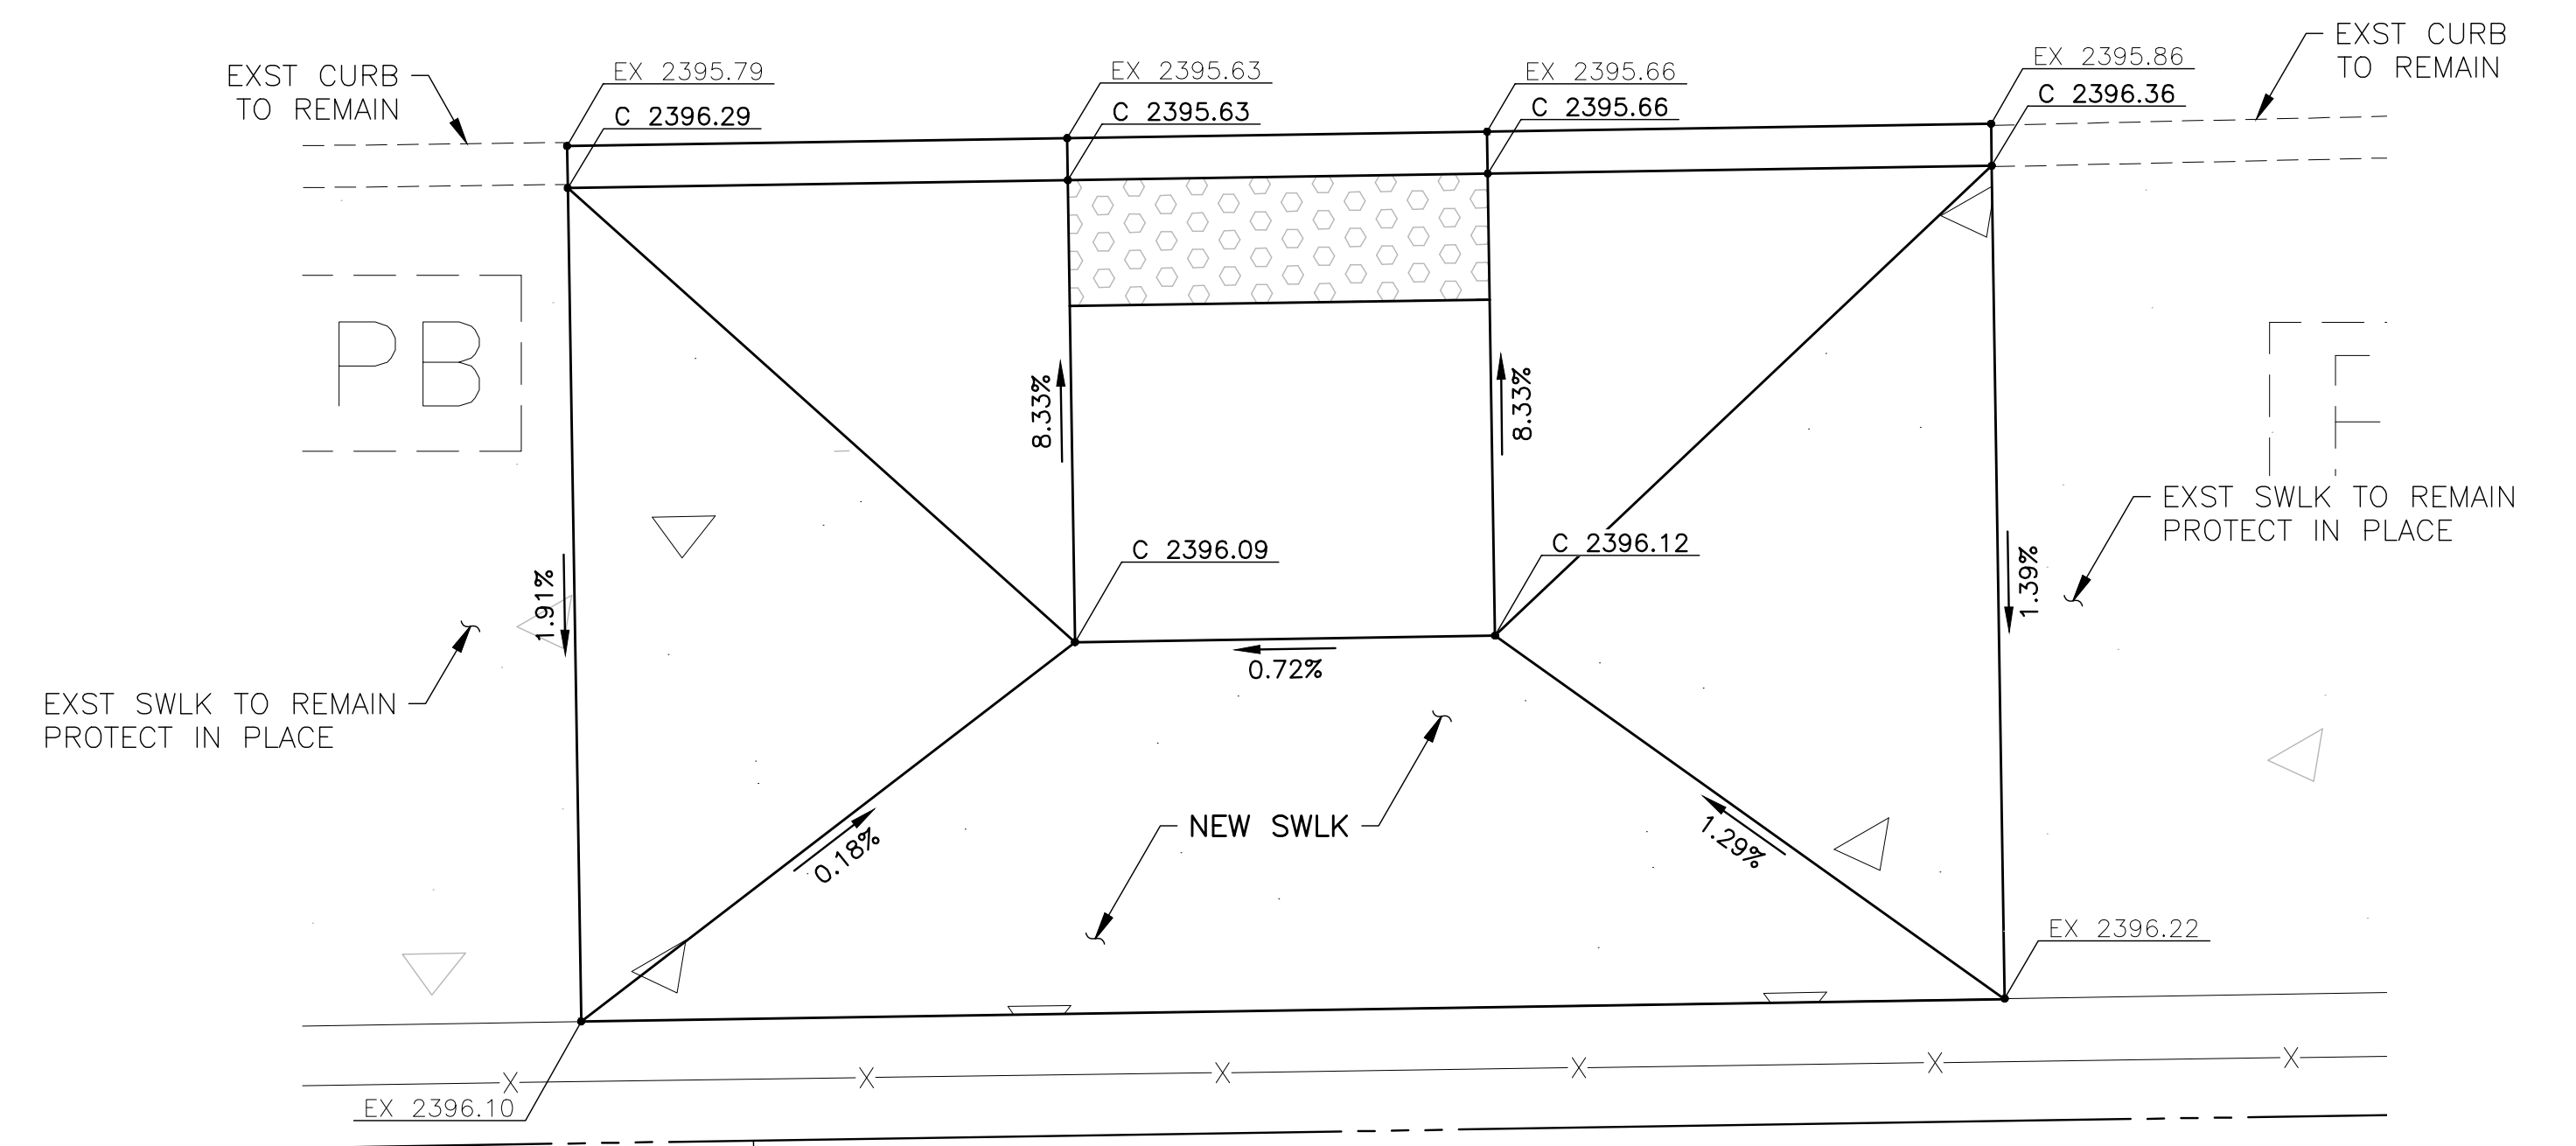 EXST CURB
TO REMAIN
EX 2395.79
C 2396.29
EX 2395.63
C 2395.63
EX 2395.66
C 2395.66
EX 2395.86
C 2396.36
EXST CURB
TO REMAIN
PB
F
8.33%
8.33%
EXST SWLK TO REMAIN
PROTECT IN PLACE
C 2396.09
C 2396.12
1.91%
1.39%
0.72%
EXST SWLK TO REMAIN
PROTECT IN PLACE
NEW SWLK
0.18%
1.29%
EX 2396.22
X X X X X X
EX 2396.10